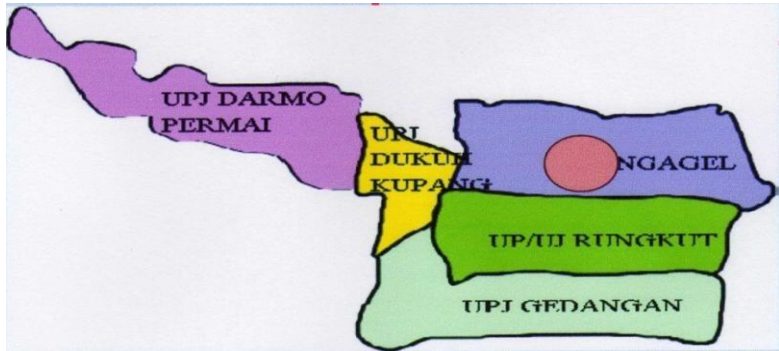 UPJ DARMO
PERMAI
UPJ
DUKUH
KUPANG
NGAGEL
UP/UJ RUNGKUT
UPJ GEDANGAN